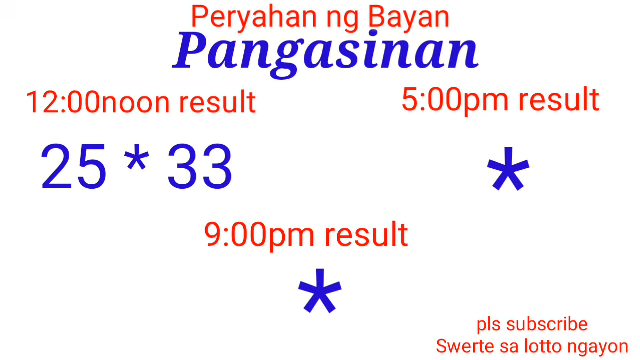 Peryahan ng Bayan
Pangasinan
12:00noon result
5:00pm result
25 * 33
*
9:00pm result
*
pls subscribe
Swerte sa lotto ngayon